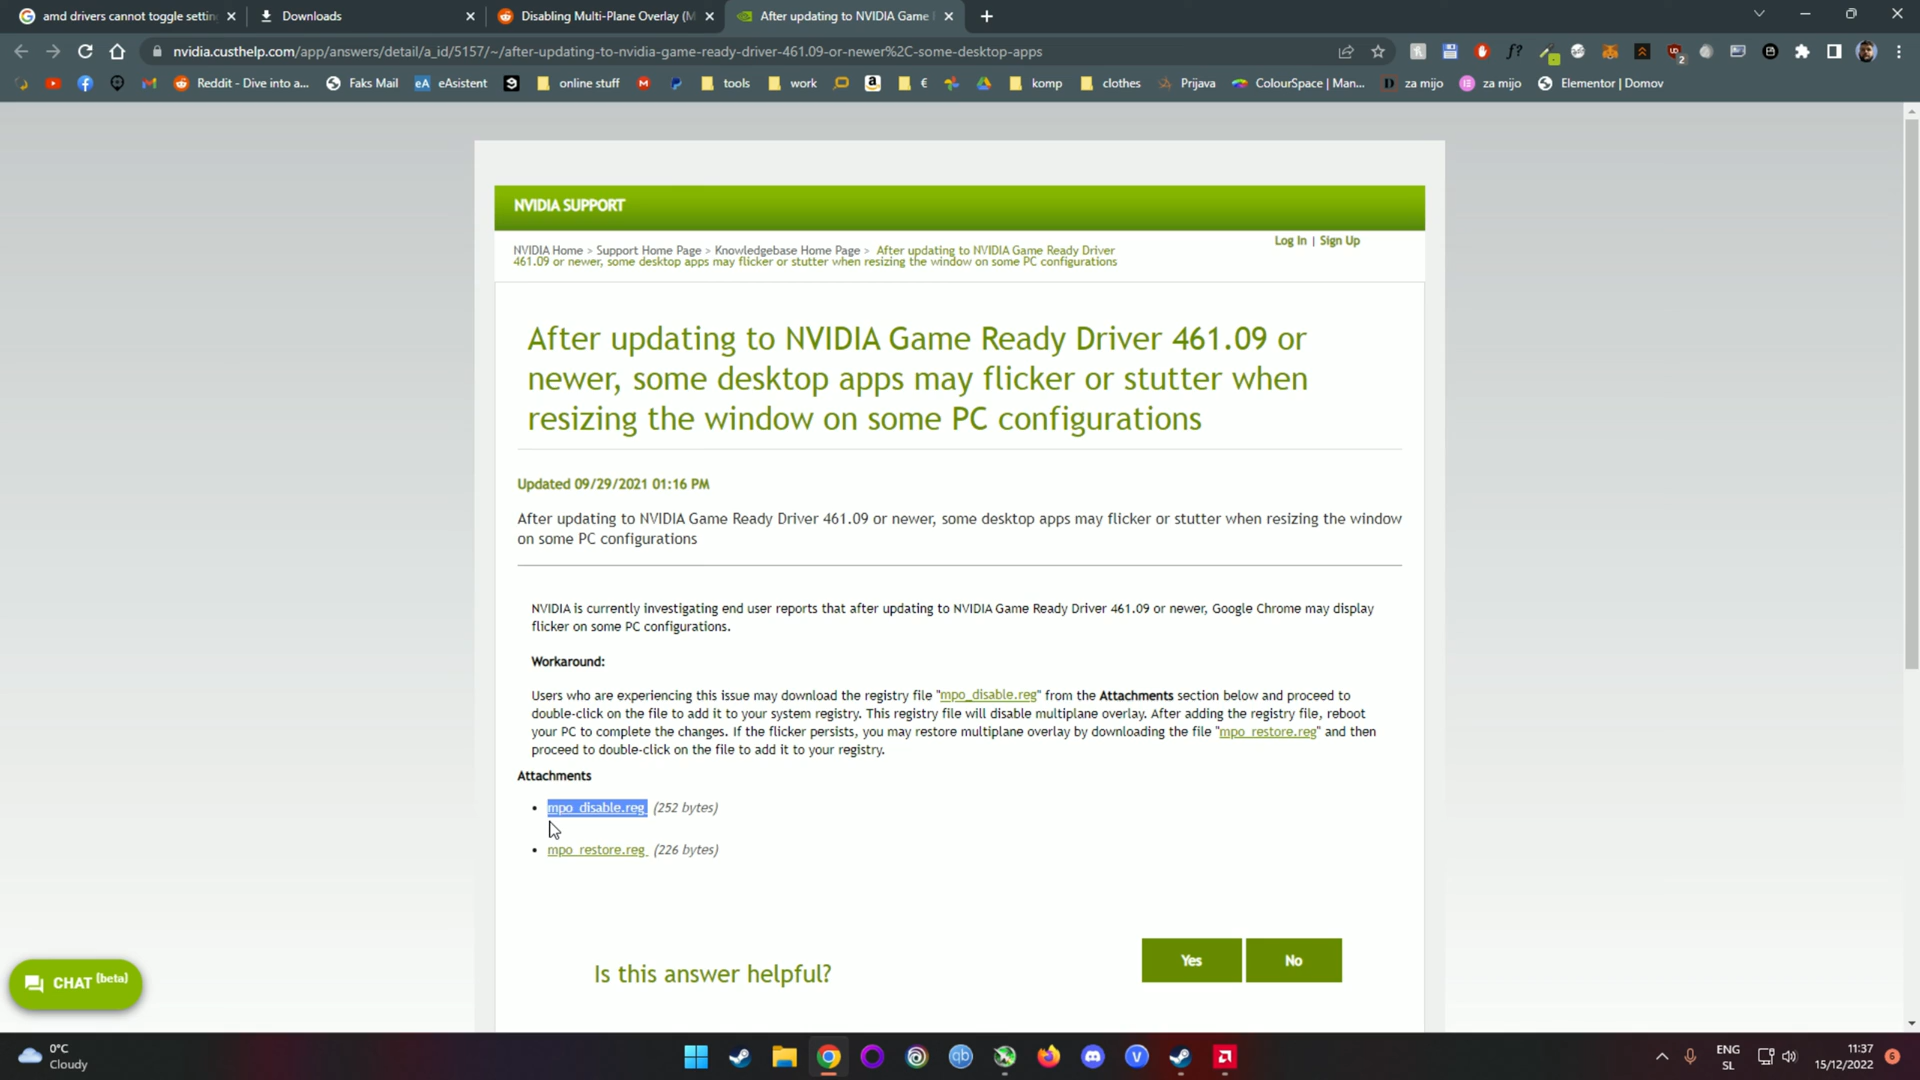 amd drivers cannot toggle settin
Downloads
Disabling Multi-Plane Overlay (M
After updating to NVIDIA Game
nvidia.custhelp.com/app/answers/detail/a_id/5157/~/after-updating-to-nvidia-game-ready-driver-461.09-or-newer%2C-some-desktop-apps
Reddit - Dive into a...
Faks Mail
eA eAsistent
online stuff
tools
work
€
komp
clothes
Prijava
ColourSpace | Man...
za mijo
za mijo
Elementor | Domov
NVIDIA SUPPORT
NVIDIA Home > Support Home Page > Knowledgebase Home Page > After updating to NVIDIA Game Ready Driver
461.09 or newer, some desktop apps may flicker or stutter when resizing the window on some PC configurations
Log In | Sign Up
After updating to NVIDIA Game Ready Driver 461.09 or
newer, some desktop apps may flicker or stutter when
resizing the window on some PC configurations
Updated 09/29/2021 01:16 PM
After updating to NVIDIA Game Ready Driver 461.09 or newer, some desktop apps may flicker or stutter when resizing the window
on some PC configurations
NVIDIA is currently investigating end user reports that after updating to NVIDIA Game Ready Driver 461.09 or newer, Google Chrome may display
flicker on some PC configurations.
Workaround:
Users who are experiencing this issue may download the registry file "mpo_disable.reg" from the Attachments section below and proceed to
double-click on the file to add it to your system registry. This registry file will disable multiplane overlay. After adding the registry file, reboot
your PC to complete the changes. If the flicker persists, you may restore multiplane overlay by downloading the file "mpo_restore.reg" and then
proceed to double-click on the file to add it to your registry.
Attachments
• mpo_disable.reg (252 bytes)
• mpo_restore.reg (226 bytes)
Is this answer helpful?
Yes
No
CHAT (beta)
0°C
Cloudy
ENG
SL
11:37
15/12/2022
6